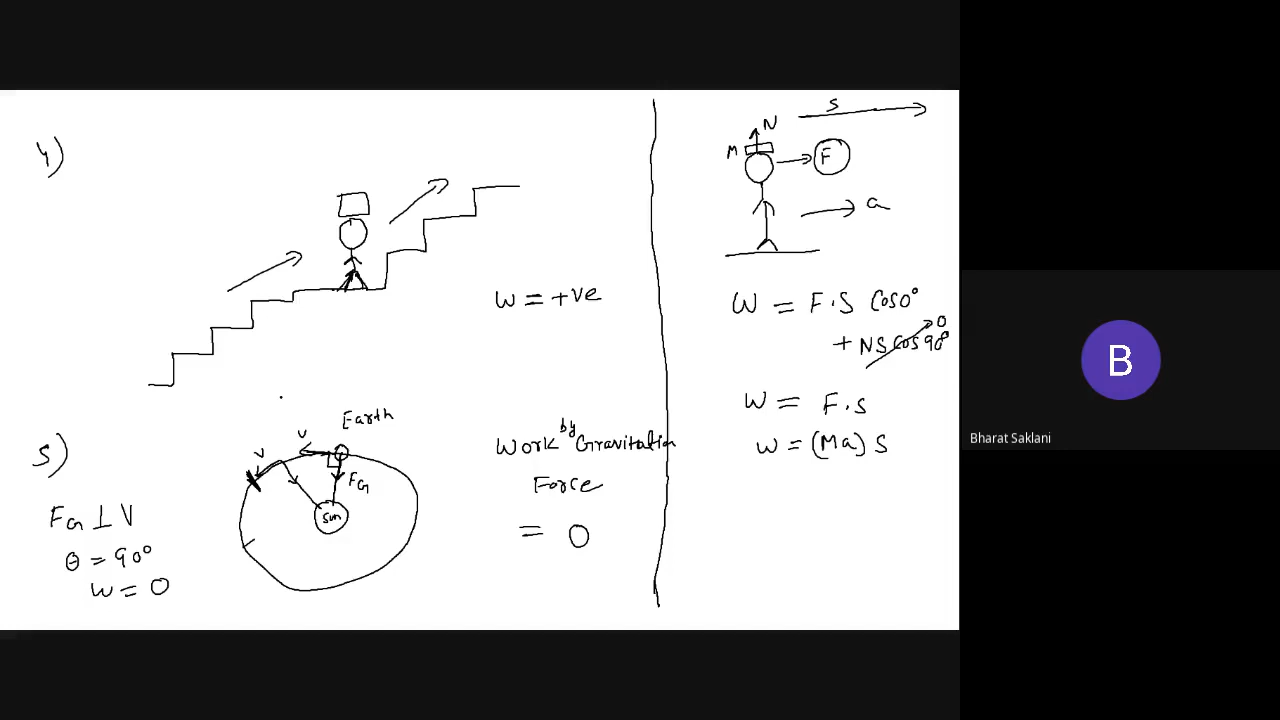 4)
W = +ve
5)
Earth
V
V
FG
Sun
FG ⊥ V
θ = 90°
W = 0
Work by Gravitation
Force
= 0
S
N
M
F
a
W = F·S Cos0°
+ NS Cos90° 0
W = F·S
W = (Ma) S
B
Bharat Saklani